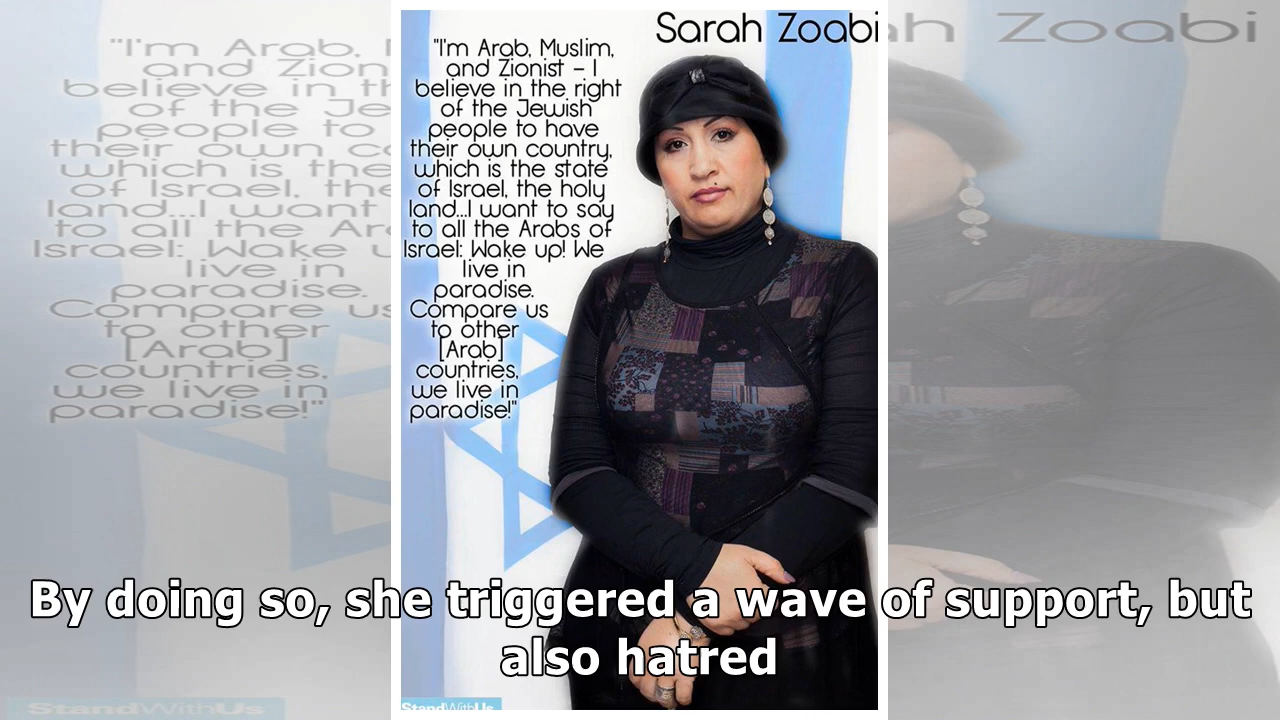 Sarah Zoabi
"I'm Arab, Muslim,
and Zionist - I
believe in the right
of the Jewish
people to have
their own country,
which is the state
of Israel, the holy
land...I want to say
to all the Arabs of
Israel: Wake up! We
live in
paradise.
Compare us
to other
[Arab]
countries,
we live in
paradise!"
StandWithUs
By doing so, she triggered a wave of support, but
also hatred